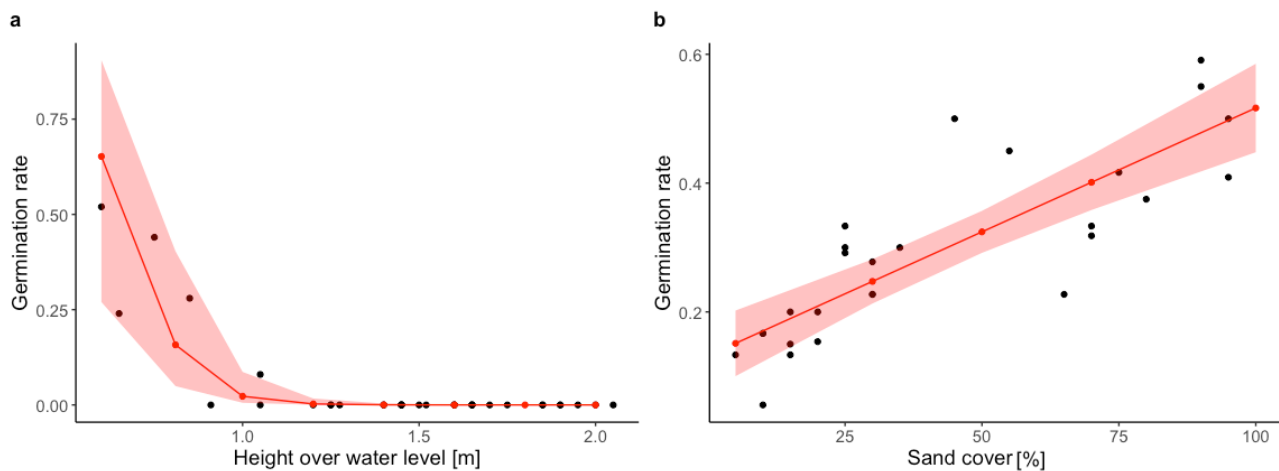 a
Germination rate
0.75
0.50
0.25
0.00
1.0
1.5
2.0
Height over water level [m]
b
Germination rate
0.6
0.4
0.2
25
50
75
100
Sand cover [%]